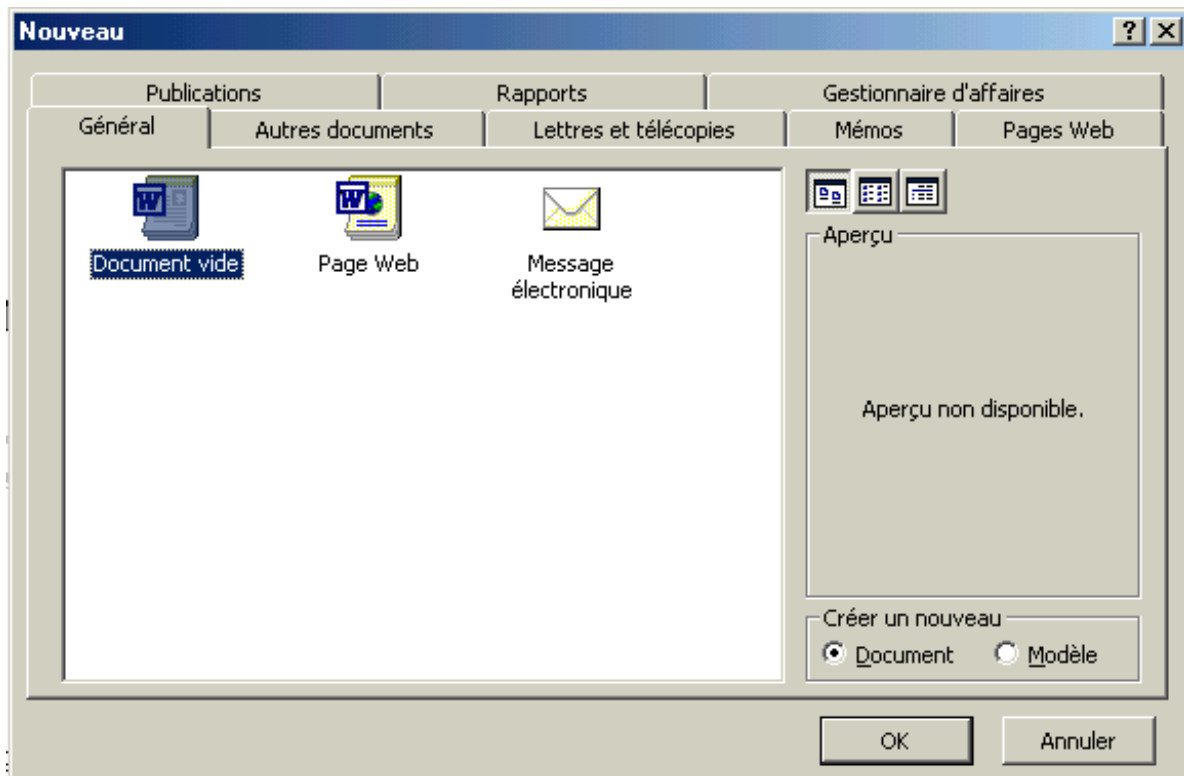 Nouveau
Publications Rapports Gestionnaire d'affaires
Général Autres documents Lettres et télécopies Mémos Pages Web
Document vide Page Web Message
électronique
Aperçu
Aperçu non disponible.
Créer un nouveau
Document Modèle
OK Annuler